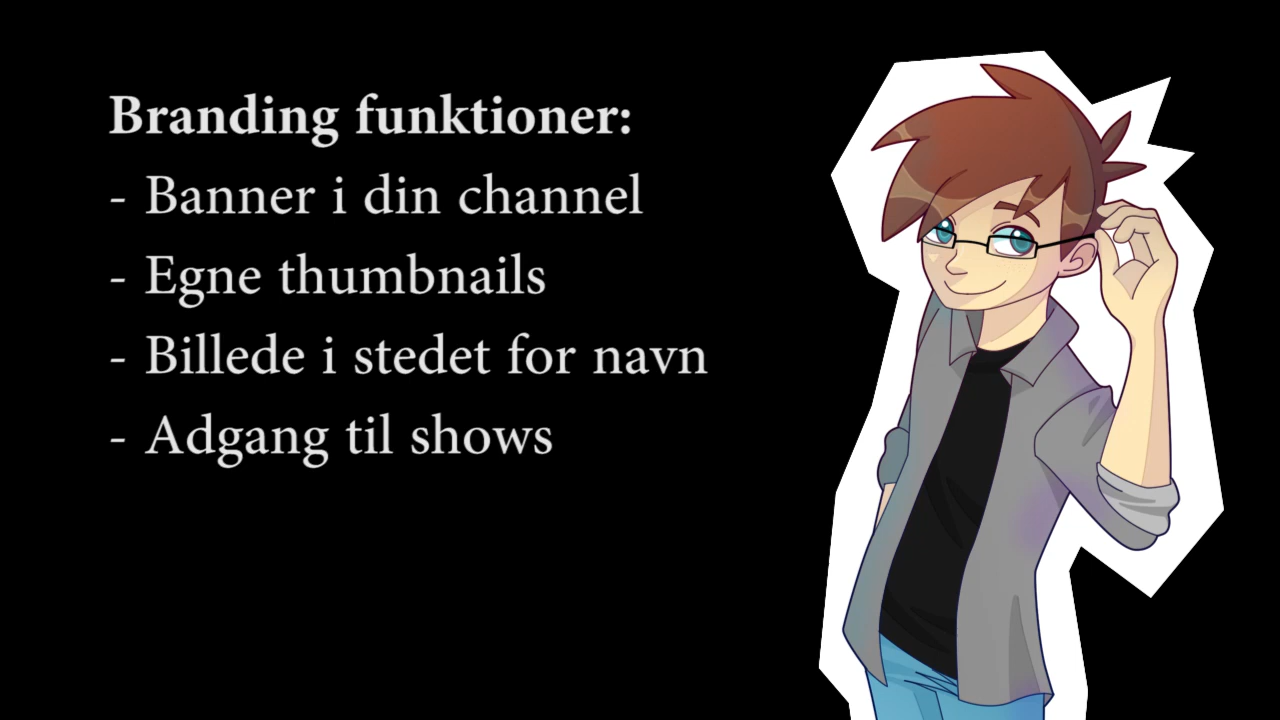 Branding funktioner:
- Banner i din channel
- Egne thumbnails
- Billede i stedet for navn
- Adgang til shows